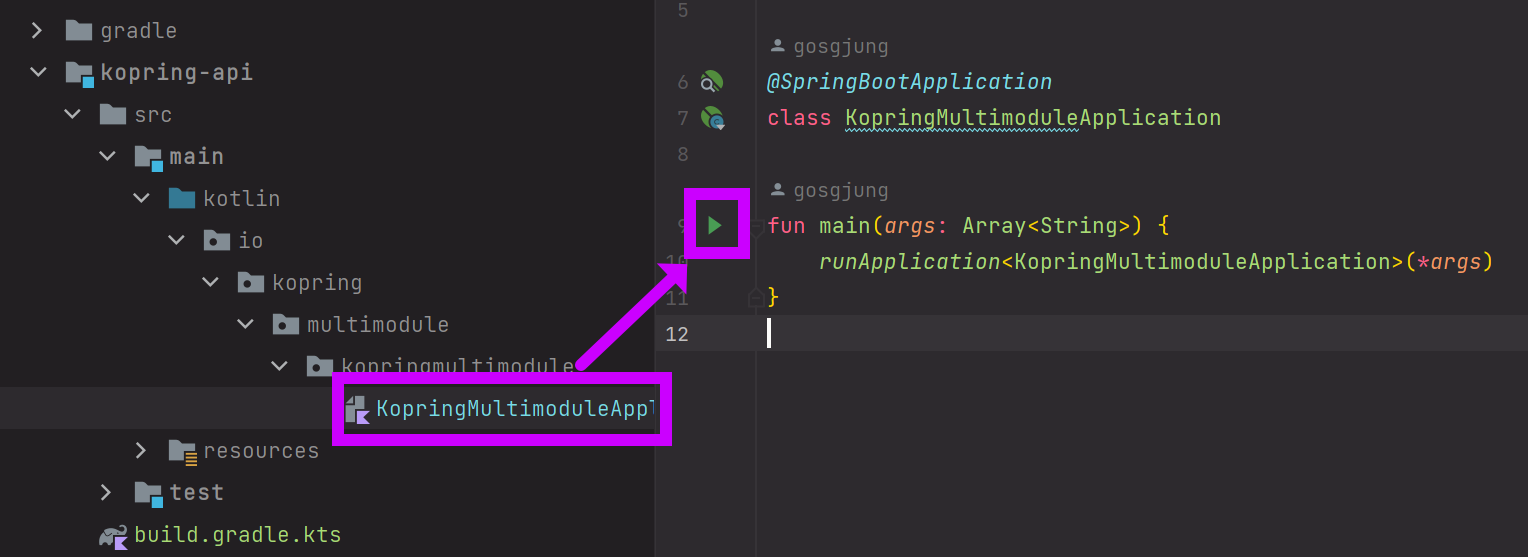 gradle
kopring-api
src
main
kotlin
io
kopring
multimodule
kopringmultimodule
KopringMultimoduleAppl
resources
test
build.gradle.kts
5
gosgjung
6 @SpringBootApplication
7 class KopringMultimoduleApplication
8
gosgjung
9 fun main(args: Array<String>) {
10 runApplication<KopringMultimoduleApplication>(*args)
11 }
12